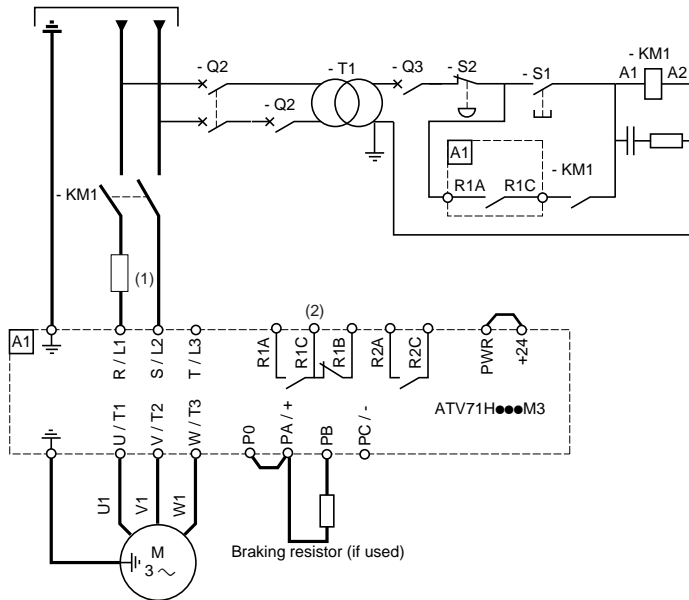 - Q2
- T1
- Q3
- S2
- S1
- KM1
A1
A2
- Q2
A1
- KM1
R1A
R1C
- KM1
(1)
(2)
A1
R / L1
S / L2
T / L3
R1A
R1C
R1B
R2A
R2C
PWR
+24
ATV71H●●●M3
U / T1
V / T2
W / T3
P0
PA / +
PB
PC / -
U1
V1
W1
M
3 ~
Braking resistor (if used)